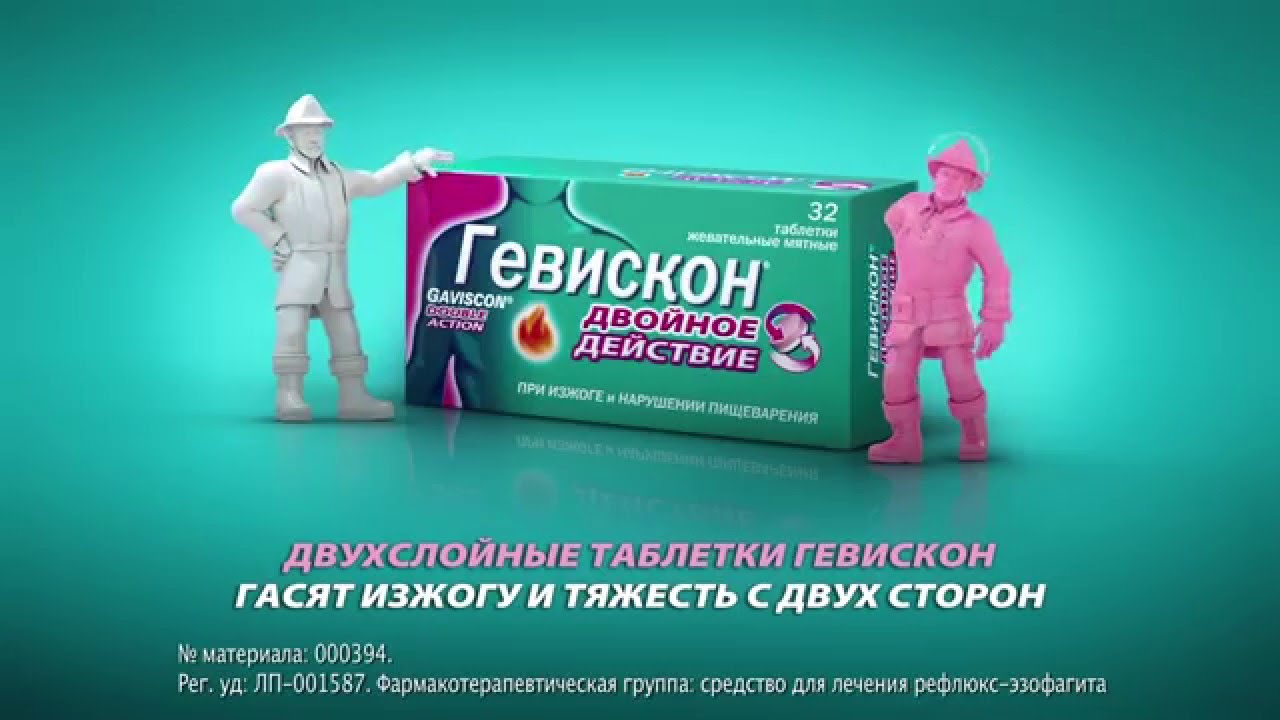 32
таблетки
жевательные мятные
Гевискон®
GAVISCON®
DOUBLE
ACTION
ДВОЙНОЕ
ДЕЙСТВИЕ
ПРИ ИЗЖОГЕ и НАРУШЕНИИ ПИЩЕВАРЕНИЯ
ГЕВИСКОН
ДВУХСЛОЙНЫЕ ТАБЛЕТКИ ГЕВИСКОН
ГАСЯТ ИЗЖОГУ И ТЯЖЕСТЬ С ДВУХ СТОРОН
№ материала: 000394.
Рег. уд: ЛП-001587. Фармакотерапевтическая группа: средство для лечения рефлюкс-эзофагита